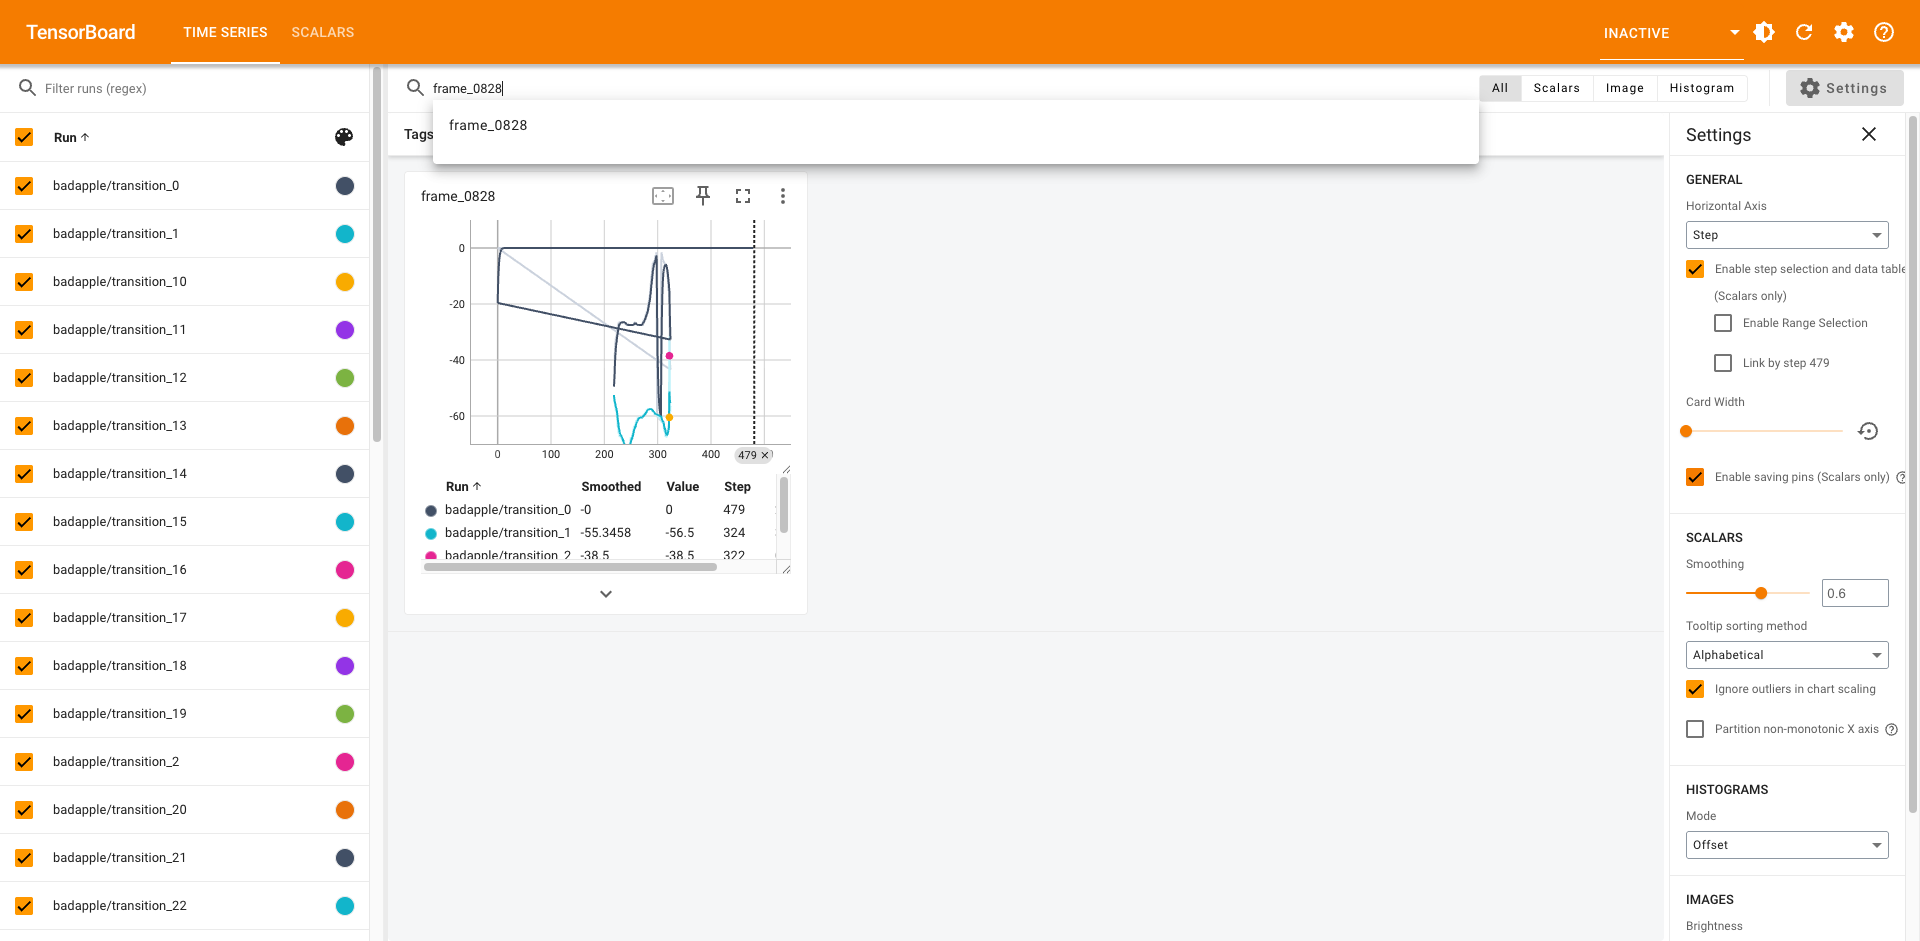 TensorBoard TIME SERIES SCALARS INACTIVE
Filter runs (regex)
Run
badapple/transition_0
badapple/transition_1
badapple/transition_10
badapple/transition_11
badapple/transition_12
badapple/transition_13
badapple/transition_14
badapple/transition_15
badapple/transition_16
badapple/transition_17
badapple/transition_18
badapple/transition_19
badapple/transition_2
badapple/transition_20
badapple/transition_21
badapple/transition_22
frame_0828
All Scalars Image Histogram
Settings
frame_0828
Tags
frame_0828
0
-20
-40
-60
0 100 200 300 400 479
Run Smoothed Value Step
badapple/transition_0 -0 0 479
badapple/transition_1 -55.3458 -56.5 324
badapple/transition_2 -38.5 -38.5 322
Settings
GENERAL
Horizontal Axis
Step
Enable step selection and data table
(Scalars only)
Enable Range Selection
Link by step 479
Card Width
Enable saving pins (Scalars only)
SCALARS
Smoothing
0.6
Tooltip sorting method
Alphabetical
Ignore outliers in chart scaling
Partition non-monotonic X axis
HISTOGRAMS
Mode
Offset
IMAGES
Brightness